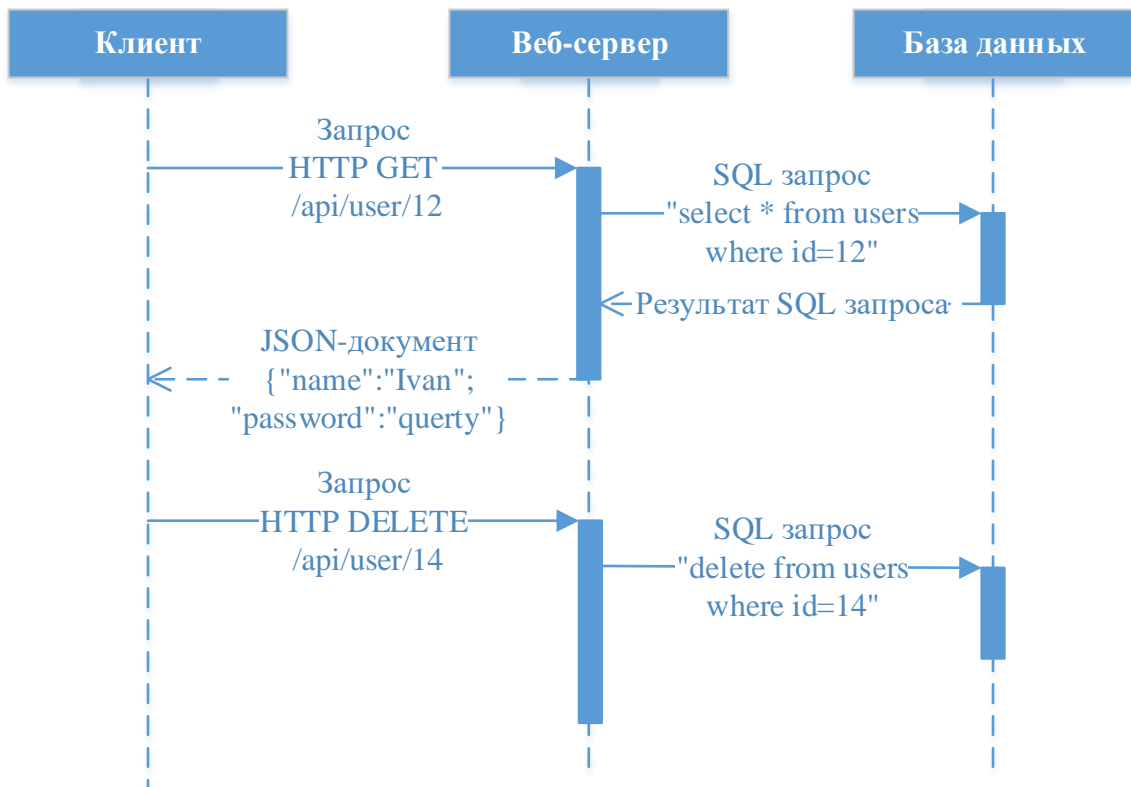 Клиент
Веб-сервер
База данных
Запрос
HTTP GET
/api/user/12
SQL запрос
"select * from users
where id=12"
Результат SQL запроса
JSON-документ
{"name":"Ivan";
"password":"querty"}
Запрос
HTTP DELETE
/api/user/14
SQL запрос
"delete from users
where id=14"